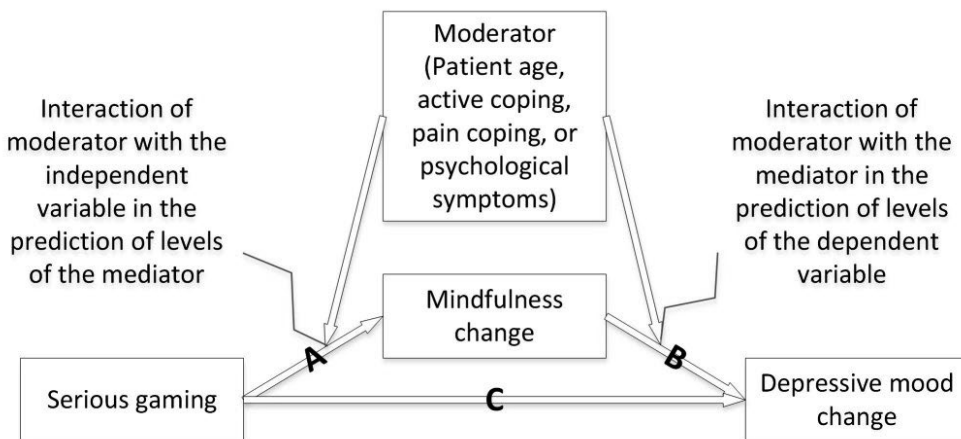 Moderator
(Patient age,
active coping,
pain coping, or
psychological
symptoms)
Interaction of
moderator with the
independent
variable in the
prediction of levels
of the mediator
Interaction of
moderator with the
mediator in the
prediction of levels
of the dependent
variable
Mindfulness
change
A
B
Serious gaming
C
Depressive mood
change